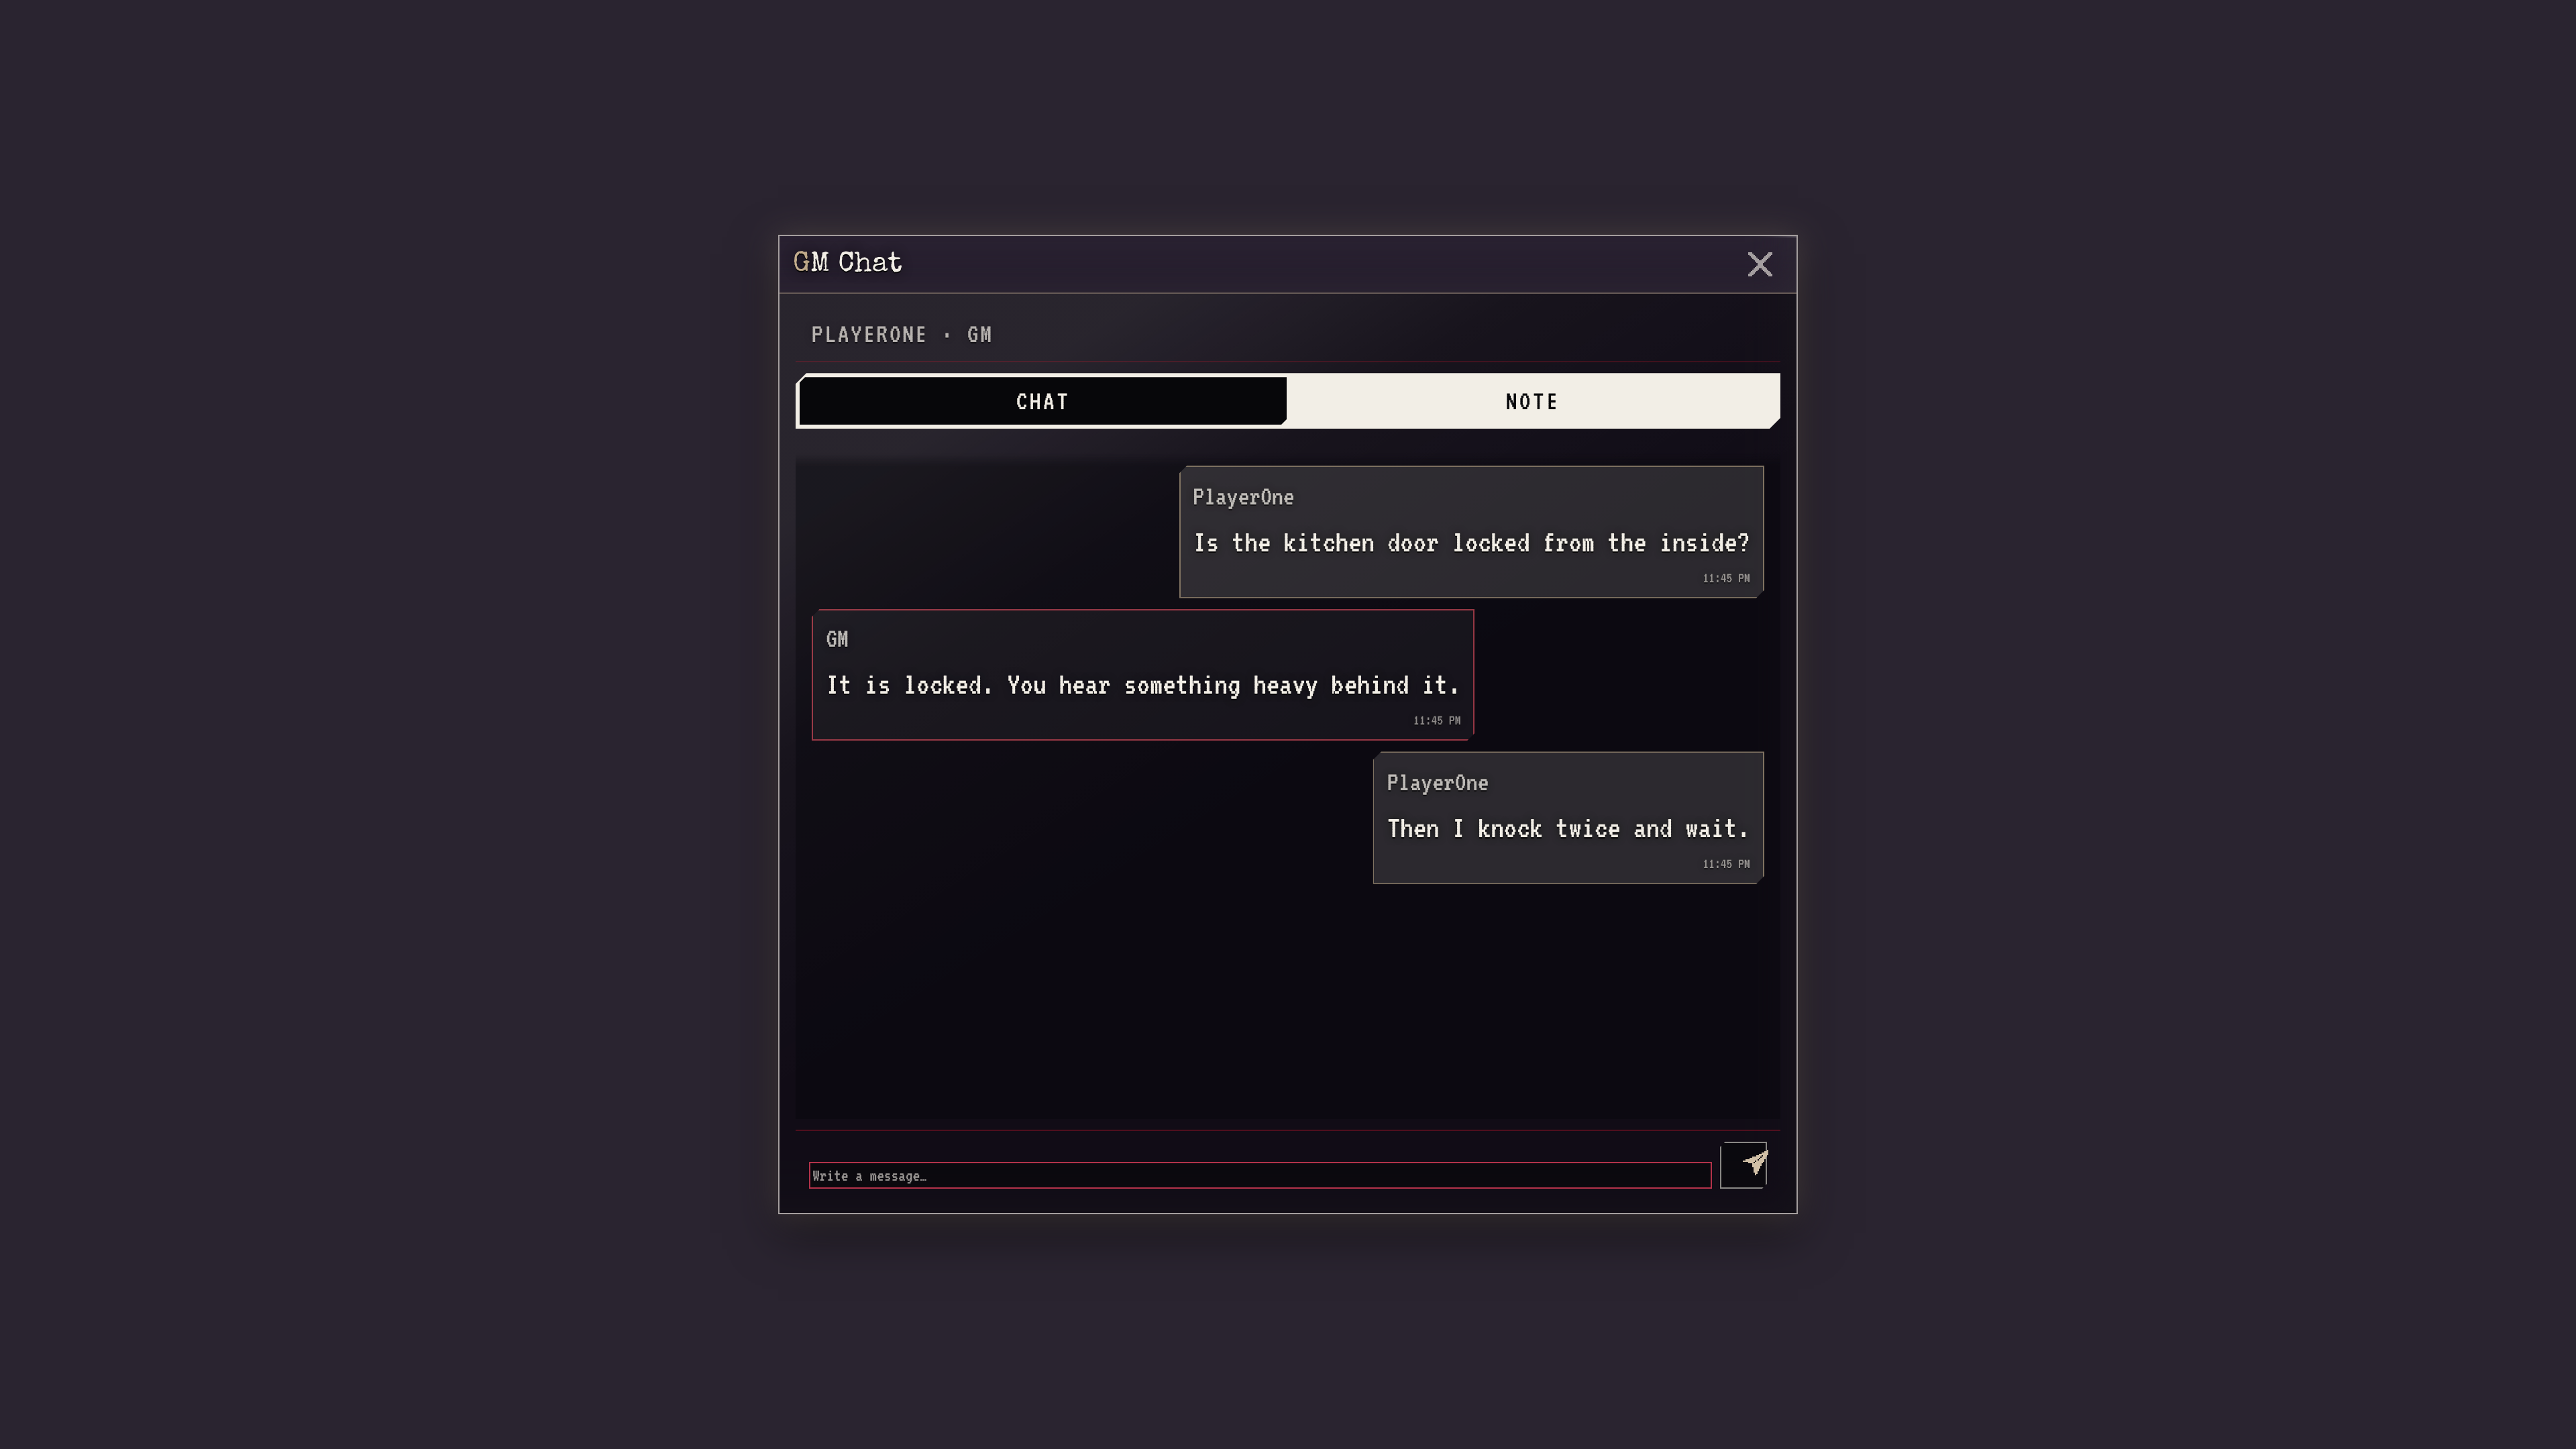 GM Chat
PLAYERONE · GM
CHAT
NOTE
PlayerOne
Is the kitchen door locked from the inside?
11:45 PM
GM
It is locked. You hear something heavy behind it.
11:45 PM
PlayerOne
Then I knock twice and wait.
11:45 PM
Write a message…